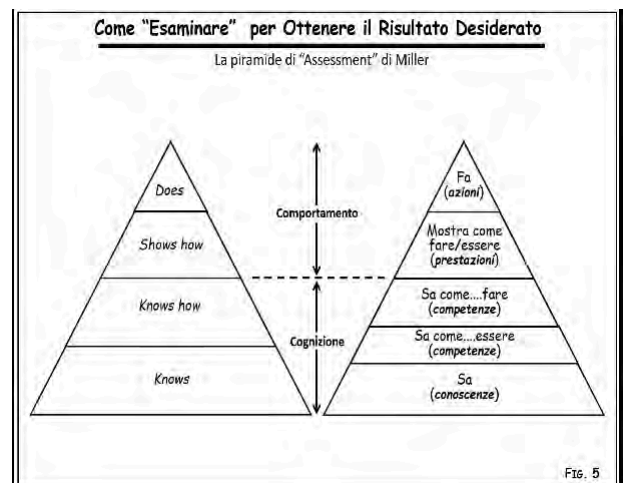 Come “Esaminare” per Ottenere il Risultato Desiderato
La piramide di “Assessment” di Miller
Does
Shows how
Knows how
Knows
Comportamento
Cognizione
Fa
(azioni)
Mostra come
fare/essere
(prestazioni)
Sa come....fare
(competenze)
Sa come....essere
(competenze)
Sa
(conoscenze)
FIG. 5